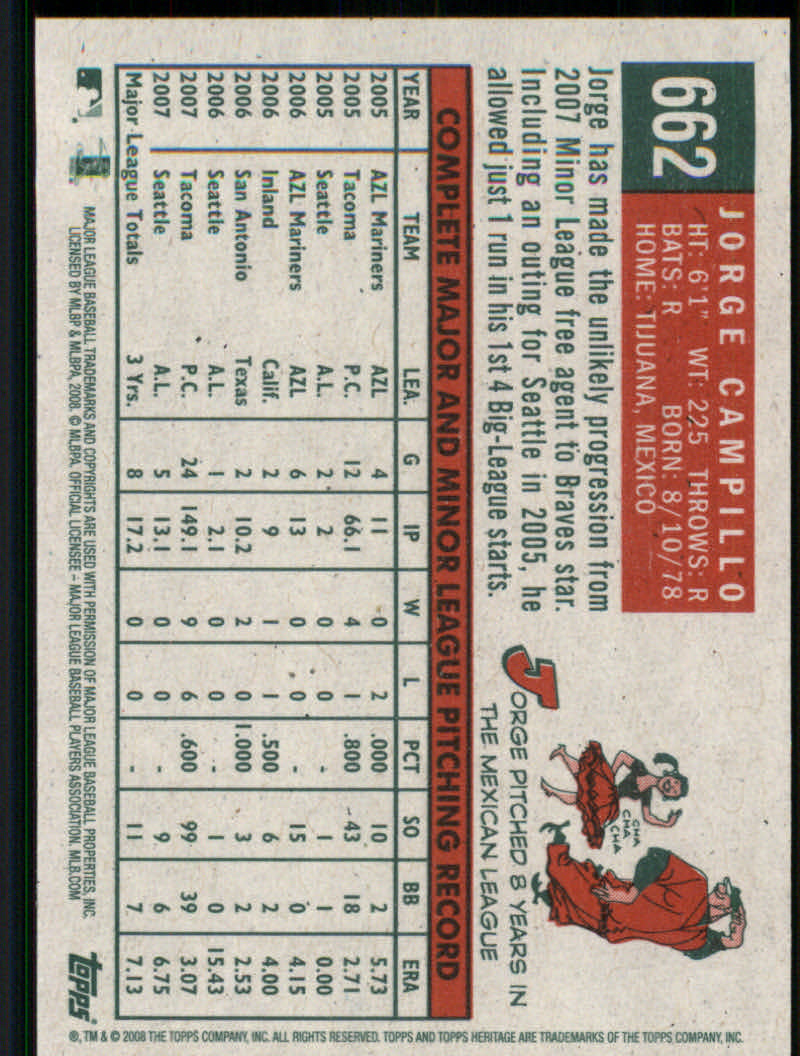 662
JORGE CAMPILLO
HT: 6'1" WT: 225 THROWS: R
BATS: R BORN: 8/10/78
HOME: TIJUANA, MEXICO
Jorge has made the unlikely progression from
2007 Minor League free agent to Braves star.
Including an outing for Seattle in 2005, he
allowed just 1 run in his 1st 4 Big-League starts.
JORGE PITCHED 8 YEARS IN
THE MEXICAN LEAGUE
CHA
CHA
CHA
COMPLETE MAJOR AND MINOR LEAGUE PITCHING RECORD
YEAR TEAM LEA. G IP W L PCT SO BB ERA
2005 AZL Mariners AZL 4 11 0 2 .000 10 2 5.73
2005 Tacoma P.C. 12 66.1 4 1 .800 43 18 2.71
2005 Seattle A.L. 2 2 0 0 - 1 1 0.00
2006 AZL Mariners AZL 6 13 0 0 - 15 0 4.15
2006 Inland Calif. 2 9 1 1 .500 6 2 4.00
2006 San Antonio Texas 2 10.2 2 0 1.000 3 2 2.53
2006 Seattle A.L. 1 2.1 0 0 - 1 0 15.43
2007 Tacoma P.C. 24 149.1 9 6 .600 99 39 3.07
2007 Seattle A.L. 5 13.1 0 0 - 9 6 6.75
Major League Totals 3 Yrs. 8 17.2 0 0 - 11 7 7.13
MAJOR LEAGUE BASEBALL TRADEMARKS AND COPYRIGHTS ARE USED WITH PERMISSION OF MAJOR LEAGUE BASEBALL PROPERTIES, INC.
LICENSED BY MLBP & MLBPA, 2008. © MLBPA. OFFICIAL LICENSEE – MAJOR LEAGUE BASEBALL PLAYERS ASSOCIATION. MLB.COM
topps
®, TM & © 2008 THE TOPPS COMPANY, INC. ALL RIGHTS RESERVED. TOPPS AND TOPPS HERITAGE ARE TRADEMARKS OF THE TOPPS COMPANY, INC.